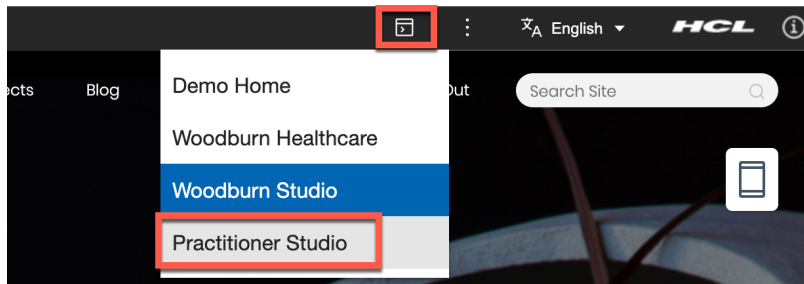 English
HCL
ects Blog
out
Search Site
Demo Home
Woodburn Healthcare
Woodburn Studio
Practitioner Studio